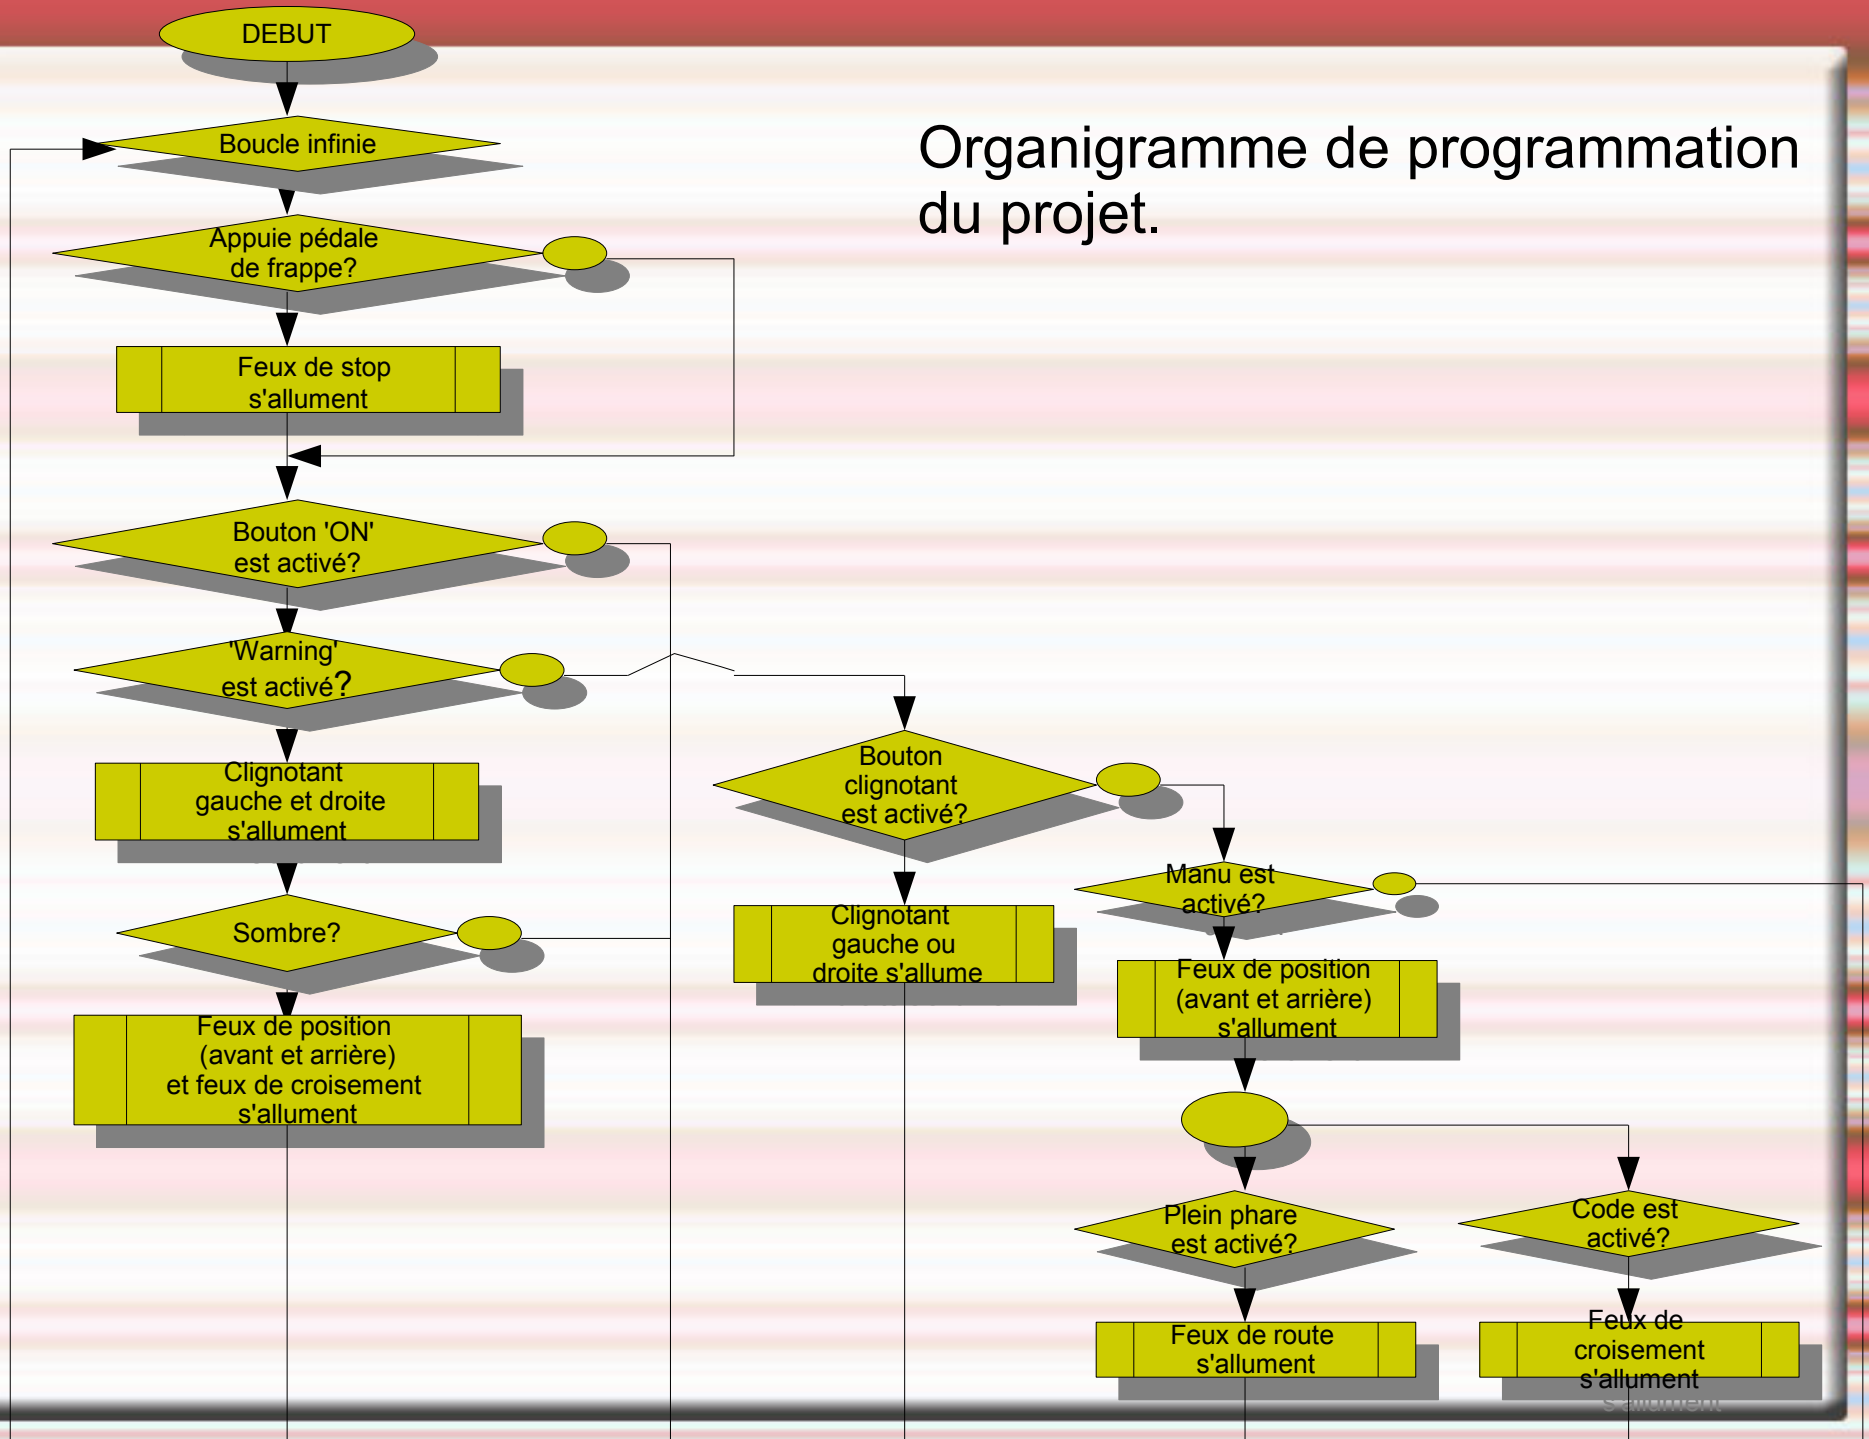 DEBUT
Organigramme de programmation
du projet.
Boucle infinie
Appuie pédale
de frappe?
Feux de stop
s'allument
Bouton 'ON'
est activé?
'Warning'
est activé?
Clignotant
gauche et droite
s'allument
Sombre?
Feux de position
(avant et arrière)
et feux de croisement
s'allument
Bouton
clignotant
est activé?
Clignotant
gauche ou
droite s'allume
Manu est
activé?
Feux de position
(avant et arrière)
s'allument
Plein phare
est activé?
Feux de route
s'allument
Code est
activé?
Feux de
croisement
s'allument